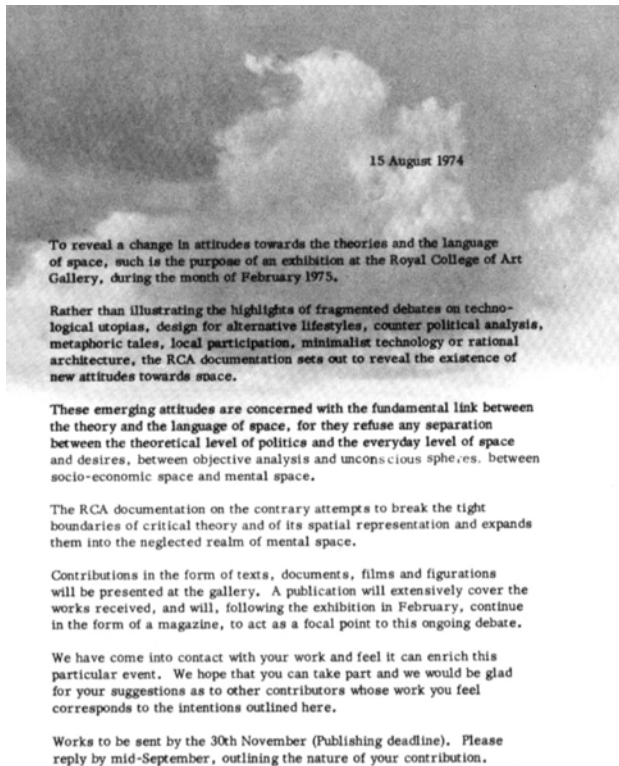 15 August 1974
To reveal a change in attitudes towards the theories and the language
of space, such is the purpose of an exhibition at the Royal College of Art
Gallery, during the month of February 1975.
Rather than illustrating the highlights of fragmented debates on techno-
logical utopias, design for alternative lifestyles, counter political analysis,
metaphoric tales, local participation, minimalist technology or rational
architecture, the RCA documentation sets out to reveal the existence of
new attitudes towards space.
These emerging attitudes are concerned with the fundamental link between
the theory and the language of space, for they refuse any separation
between the theoretical level of politics and the everyday level of space
and desires, between objective analysis and unconscious spheres. between
socio-economic space and mental space.
The RCA documentation on the contrary attempts to break the tight
boundaries of critical theory and of its spatial representation and expands
them into the neglected realm of mental space.
Contributions in the form of texts, documents, films and figurations
will be presented at the gallery. A publication will extensively cover the
works received, and will, following the exhibition in February, continue
in the form of a magazine, to act as a focal point to this ongoing debate.
We have come into contact with your work and feel it can enrich this
particular event. We hope that you can take part and we would be glad
for your suggestions as to other contributors whose work you feel
corresponds to the intentions outlined here.
Works to be sent by the 30th November (Publishing deadline). Please
reply by mid-September, outlining the nature of your contribution.